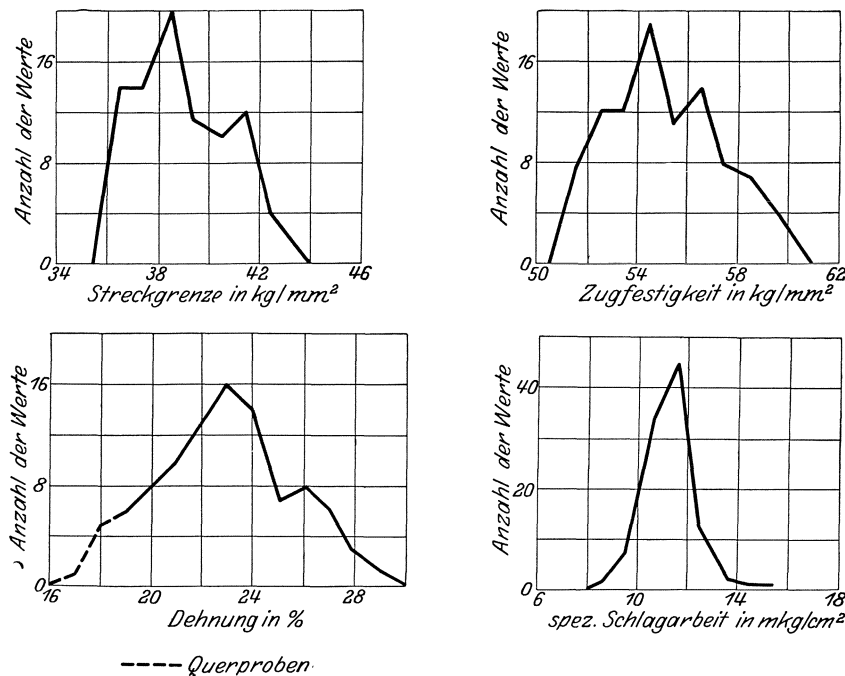 Anzahl der Werte
16
8
0
34 38 42 46
Streckgrenze in kg/mm²
Anzahl der Werte
16
8
0
50 54 58 62
Zugfestigkeit in kg/mm²
Anzahl der Werte
16
8
0
16 20 24 28
Dehnung in %
Querproben
Anzahl der Werte
40
20
0
6 10 14 18
spez. Schlagarbeit in mkg/cm²